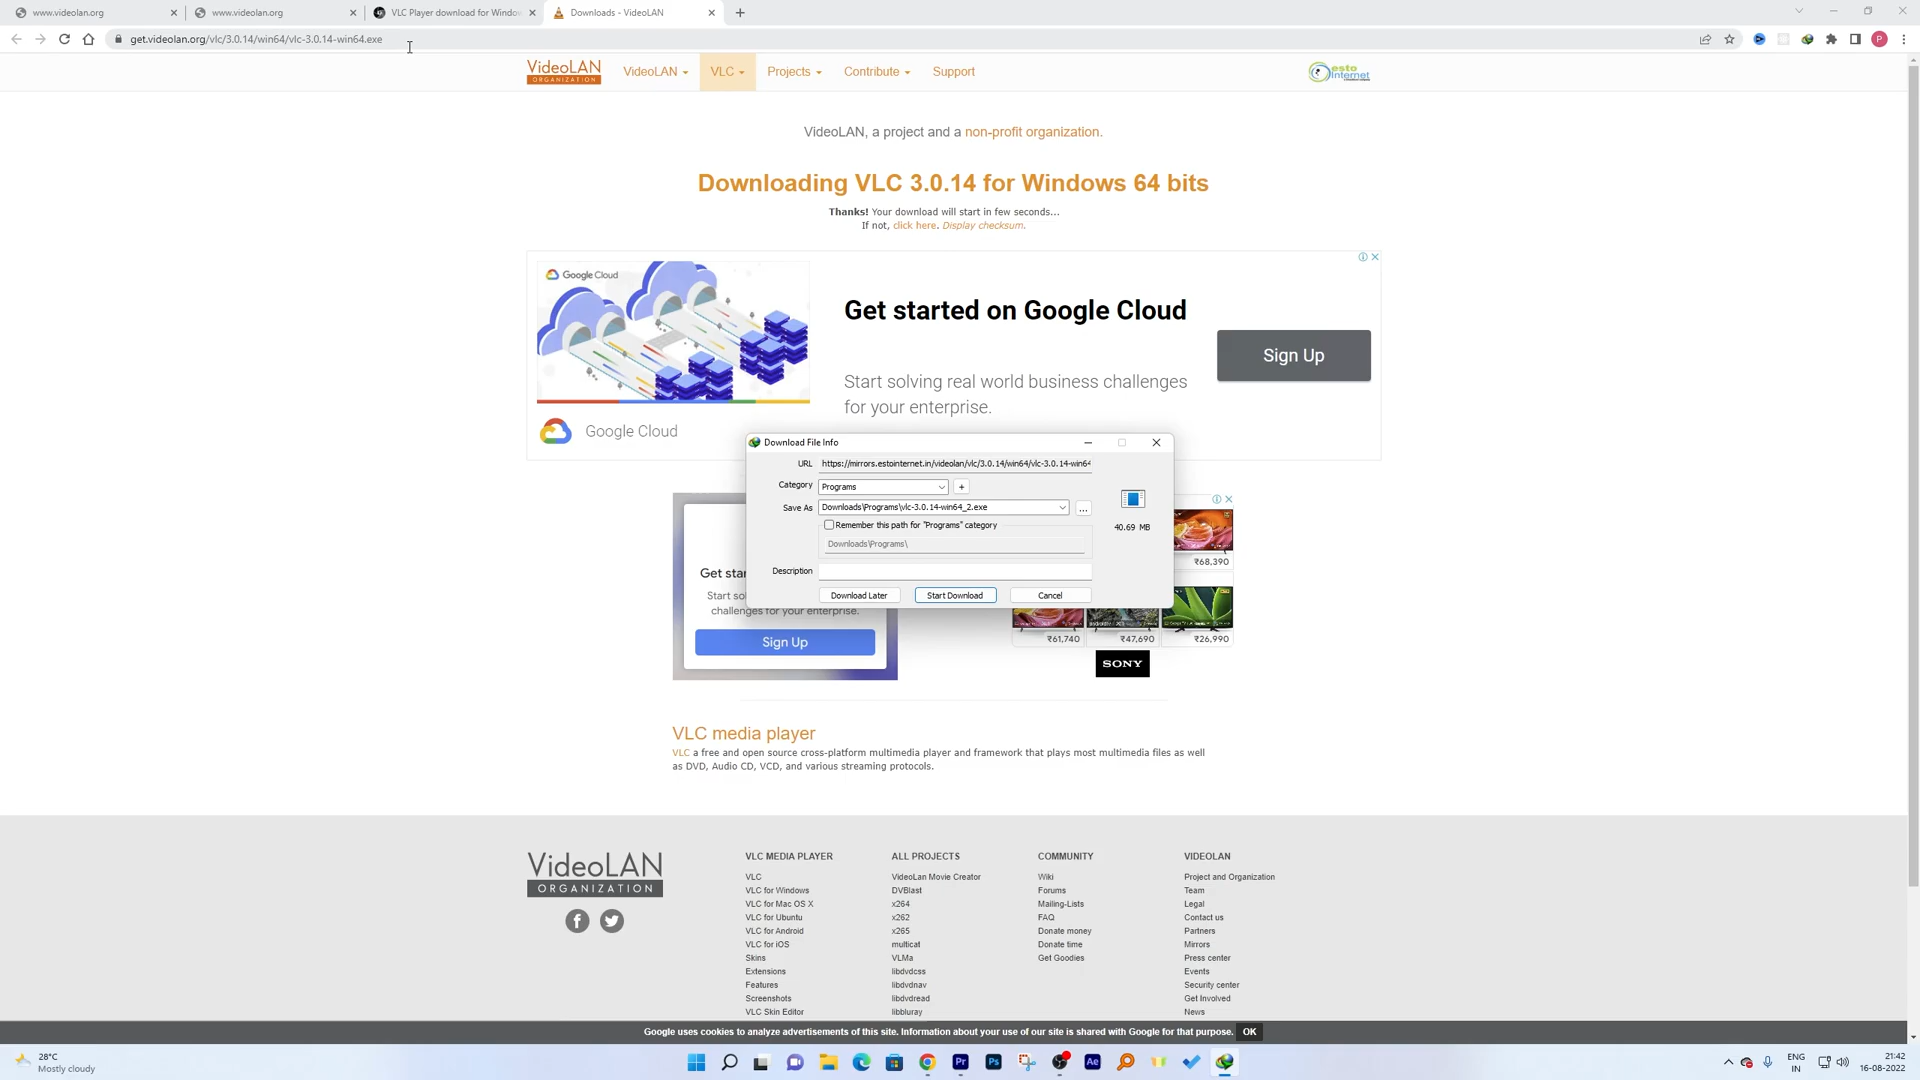 www.videolan.org
www.videolan.org
VLC Player download for Windo
Downloads - VideoLAN
get.videolan.org/vlc/3.0.14/win64/vlc-3.0.14-win64.exe
P
VideoLAN
ORGANIZATION
VideoLAN
VLC
Projects
Contribute
Support
esto
Internet
VideoLAN, a project and a non-profit organization.
Downloading VLC 3.0.14 for Windows 64 bits
Thanks! Your download will start in few seconds...
If not, click here. Display checksum.
Google Cloud
Get started on Google Cloud
Sign Up
Start solving real world business challenges
for your enterprise.
Google Cloud
Download File Info
URL
https://mirrors.estointernet.in/videolan/vlc/3.0.14/win64/vlc-3.0.14-win64
Category
Programs
+
Save As
Downloads\Programs\vlc-3.0.14-win64_2.exe
...
40.69 MB
Remember this path for "Programs" category
Downloads\Programs\
Description
Download Later
Start Download
Cancel
Get star
Start so
challenges for your enterprise.
Sign Up
₹68,390
₹61,740
₹47,690
₹26,990
SONY
VLC media player
VLC a free and open source cross-platform multimedia player and framework that plays most multimedia files as well
as DVD, Audio CD, VCD, and various streaming protocols.
VideoLAN
ORGANIZATION
VLC MEDIA PLAYER
VLC
VLC for Windows
VLC for Mac OS X
VLC for Ubuntu
VLC for Android
VLC for iOS
Skins
Extensions
Features
Screenshots
VLC Skin Editor
ALL PROJECTS
VideoLan Movie Creator
DVBlast
x264
x262
x265
multicat
VLMa
libdvdcss
libdvdnav
libdvdread
libbluray
COMMUNITY
Wiki
Forums
Mailing-Lists
FAQ
Donate money
Donate time
Get Goodies
VIDEOLAN
Project and Organization
Team
Legal
Contact us
Partners
Mirrors
Press center
Events
Security center
Get Involved
News
Google uses cookies to analyze advertisements of this site. Information about your use of our site is shared with Google for that purpose.
OK
28°C
Mostly cloudy
Pr
Ps
Ae
ENG
IN
21:42
16-08-2022